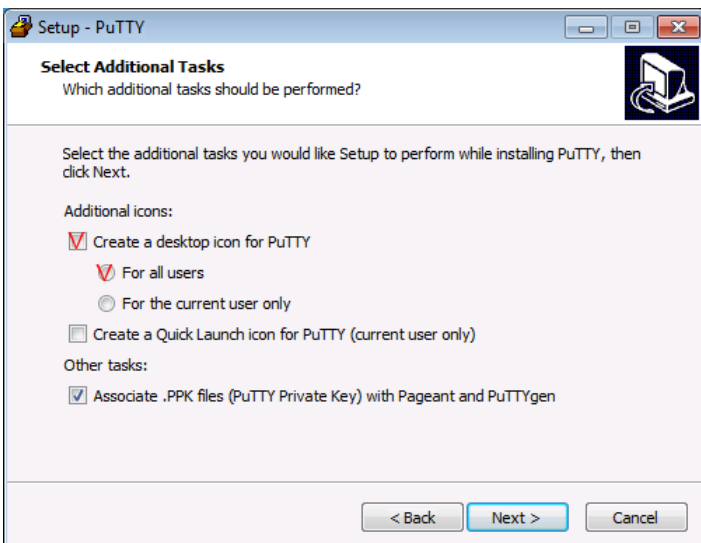 Setup - PuTTY
Select Additional Tasks
Which additional tasks should be performed?
Select the additional tasks you would like Setup to perform while installing PuTTY, then
click Next.
Additional icons:
Create a desktop icon for PuTTY
For all users
For the current user only
Create a Quick Launch icon for PuTTY (current user only)
Other tasks:
Associate .PPK files (PuTTY Private Key) with Pageant and PuTTYgen
< Back Next > Cancel